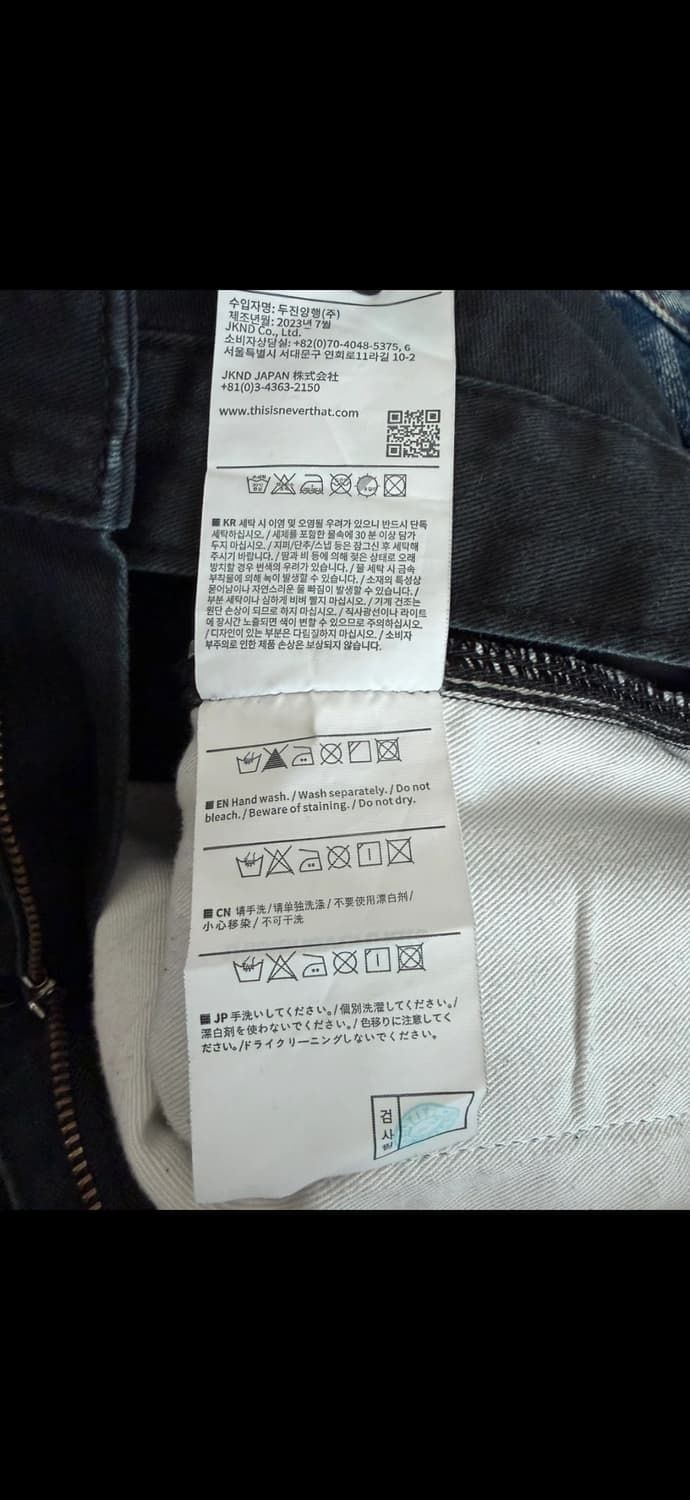 수입자명: 두진양행(주)
제조년월: 2023년 7월
JKND Co., Ltd.
소비자상담실: +82(0)70-4048-5375, 6
서울특별시 서대문구 연희로11라길 10-2
JKND JAPAN 株式会社
+81(0)3-4363-2150
www.thisisneverthat.com
■ KR 세탁 시 이염 및 오염될 우려가 있으니 반드시 단독
세탁하십시오. / 세제를 포함한 물속에 30분 이상 담가
두지 마십시오. / 지퍼/단추/스냅 등은 잠그신 후 세탁해
주시기 바랍니다. / 땀과 비 등에 의해 젖은 상태로 오래
방치할 경우 변색의 우려가 있습니다. / 물 세탁 시 금속
부착물에 의해 녹이 발생할 수 있습니다. / 소재의 특성상
묻어남이나 자연스러운 올 빠짐이 발생할 수 있습니다. /
부분 세탁이나 심하게 비벼 빨지 마십시오. / 기계 건조는
원단 손상이 되므로 하지 마십시오. / 직사광선이나 라이트
에 장시간 노출되면 색이 변할 수 있으므로 주의하십시오.
/ 디자인이 있는 부분은 다림질하지 마십시오. / 소비자
부주의로 인한 제품 손상은 보상되지 않습니다.
■ EN Hand wash. / Wash separately. / Do not
bleach. / Beware of staining. / Do not dry.
■ CN 请手洗/请单独洗涤/不要使用漂白剂/
小心移染/不可干洗
■ JP 手洗いしてください。/個別洗濯してください。/
漂白剤を使わないでください。/色移りに注意してく
ださい。/ドライクリーニングしないでください。
검
사
필